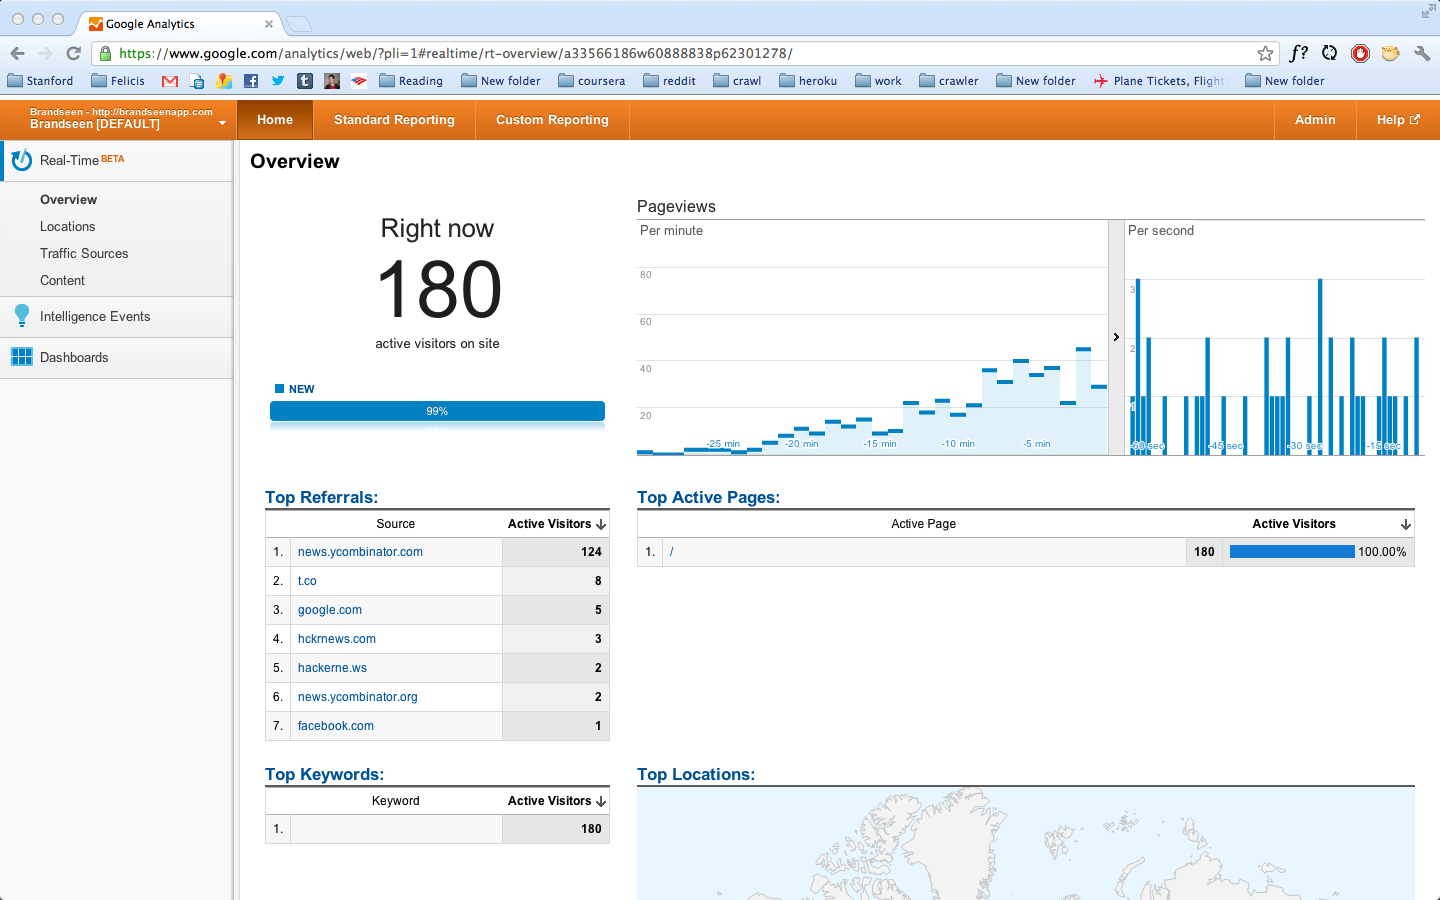 Google Analytics
https://www.google.com/analytics/web/?pli=1#realtime/rt-overview/a33566186w60888838p62301278/
f?
Stanford Felicis Reading New folder coursera reddit crawl heroku work crawler New folder Plane Tickets, Flight New folder
Brandseen - http://brandseenapp.com
Brandseen [DEFAULT]
Home Standard Reporting Custom Reporting Admin Help
Real-Time BETA
Overview
Locations
Traffic Sources
Content
Intelligence Events
Dashboards
Overview
Right now
180
active visitors on site
NEW
99%
Pageviews
Per minute
80
60
40
20
-25 min -20 min -15 min -10 min -5 min
Per second
3
2
1
-60 sec -45 sec -30 sec -15 sec
Top Referrals:
Source Active Visitors
1. news.ycombinator.com 124
2. t.co 8
3. google.com 5
4. hckrnews.com 3
5. hackerne.ws 2
6. news.ycombinator.org 2
7. facebook.com 1
Top Active Pages:
Active Page Active Visitors
1. / 180 100.00%
Top Keywords:
Keyword Active Visitors
1. 180
Top Locations: